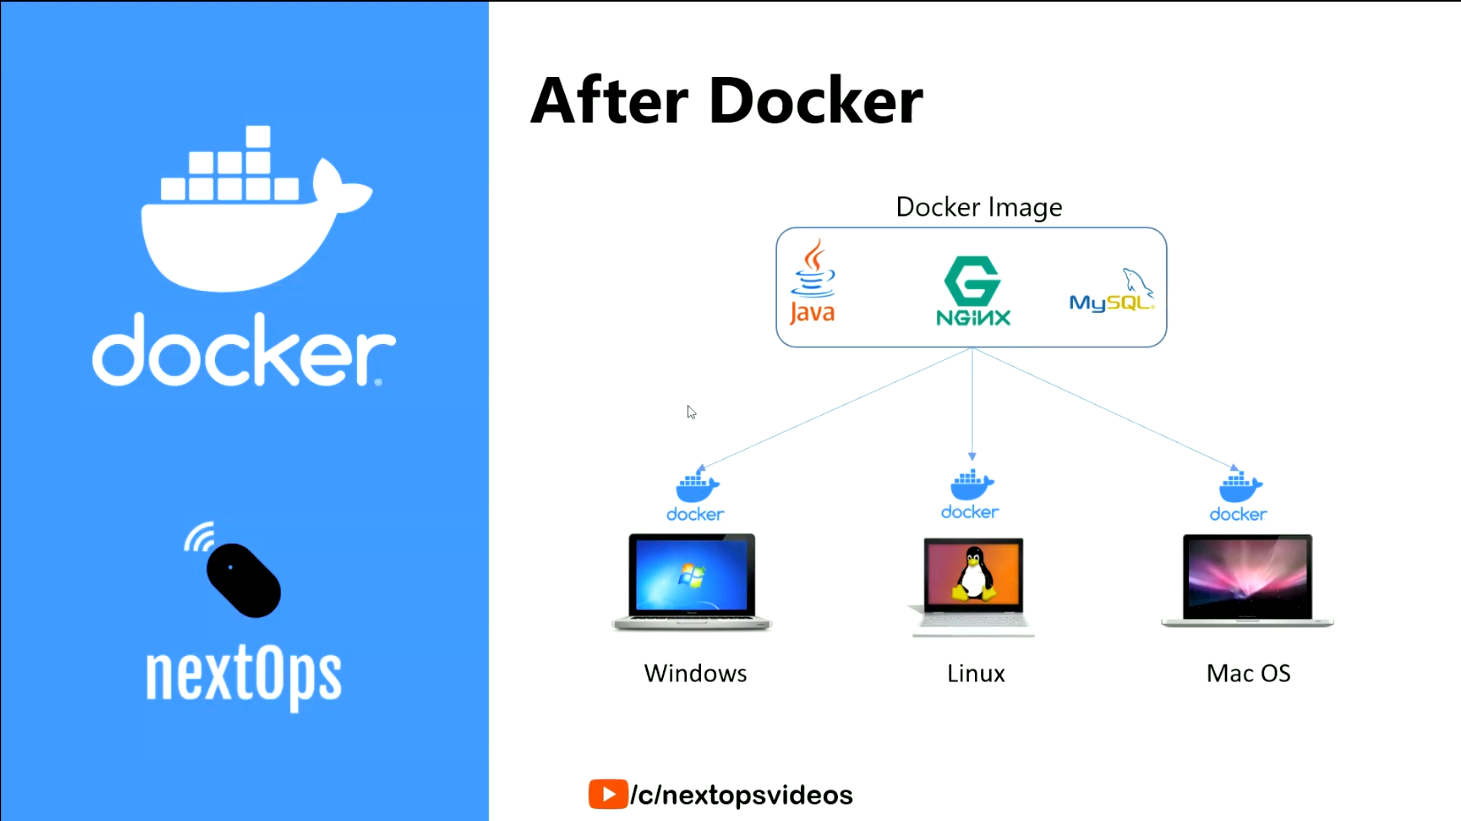 docker
nextOps
After Docker
Docker Image
Java
NGiNX
MySQL
docker
docker
docker
Windows
Linux
Mac OS
/c/nextopsvideos